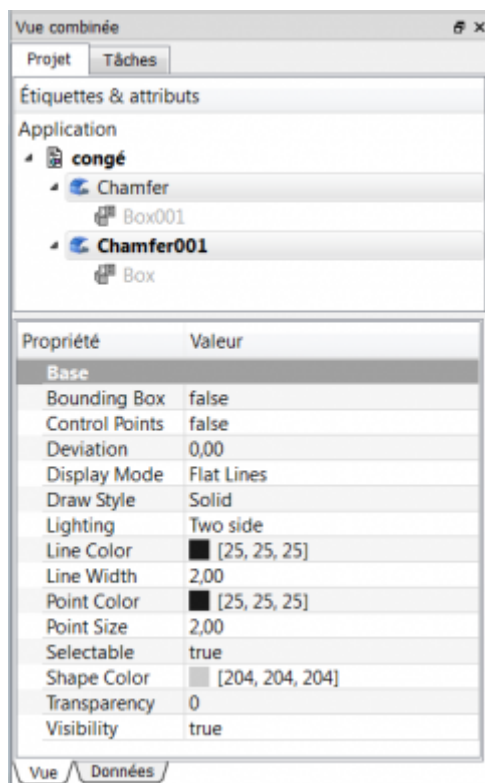 Vue combinée
Projet Tâches
Étiquettes & attributs
Application
congé
Chamfer
Box001
Chamfer001
Box
Propriété Valeur
Base
Bounding Box false
Control Points false
Deviation 0,00
Display Mode Flat Lines
Draw Style Solid
Lighting Two side
Line Color [25, 25, 25]
Line Width 2,00
Point Color [25, 25, 25]
Point Size 2,00
Selectable true
Shape Color [204, 204, 204]
Transparency 0
Visibility true
Vue Données